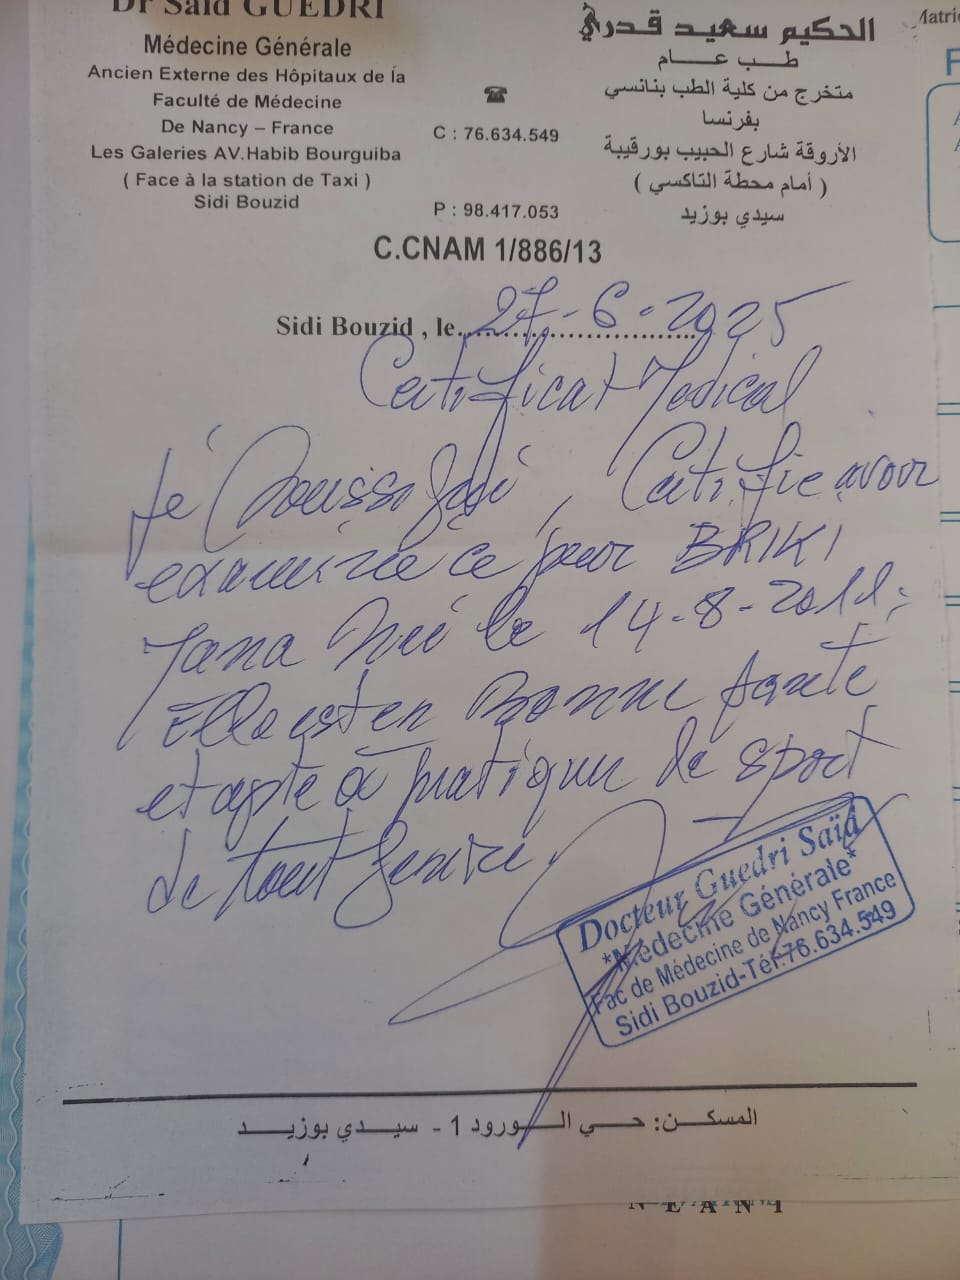 Dr Saïd GUEDRI
Médecine Générale
Ancien Externe des Hôpitaux de la
Faculté de Médecine
De Nancy – France
Les Galeries AV.Habib Bourguiba
( Face à la station de Taxi )
Sidi Bouzid
C : 76.634.549
P : 98.417.053
الحكيم سعيد قدري
طب عام
متخرج من كلية الطب بنانسي
بفرنسا
الأروقة شارع الحبيب بورقيبة
( أمام محطة التاكسي )
سيدي بوزيد
C.CNAM 1/886/13
Sidi Bouzid , le 27-6-2025
Certificat Medical
Certifie avoir
examinée ce jour BRIKI
Jana Née le 14-8-2011.
Elle est en Bonne santé
et apte à pratiquer le sport
de tout genre.
Docteur Guedri Saïd
*Médecine Générale*
Fac de Médecine de Nancy France
Sidi Bouzid-Tél:76.634.549
المسكن: حي الورود 1 - سيدي بوزيد